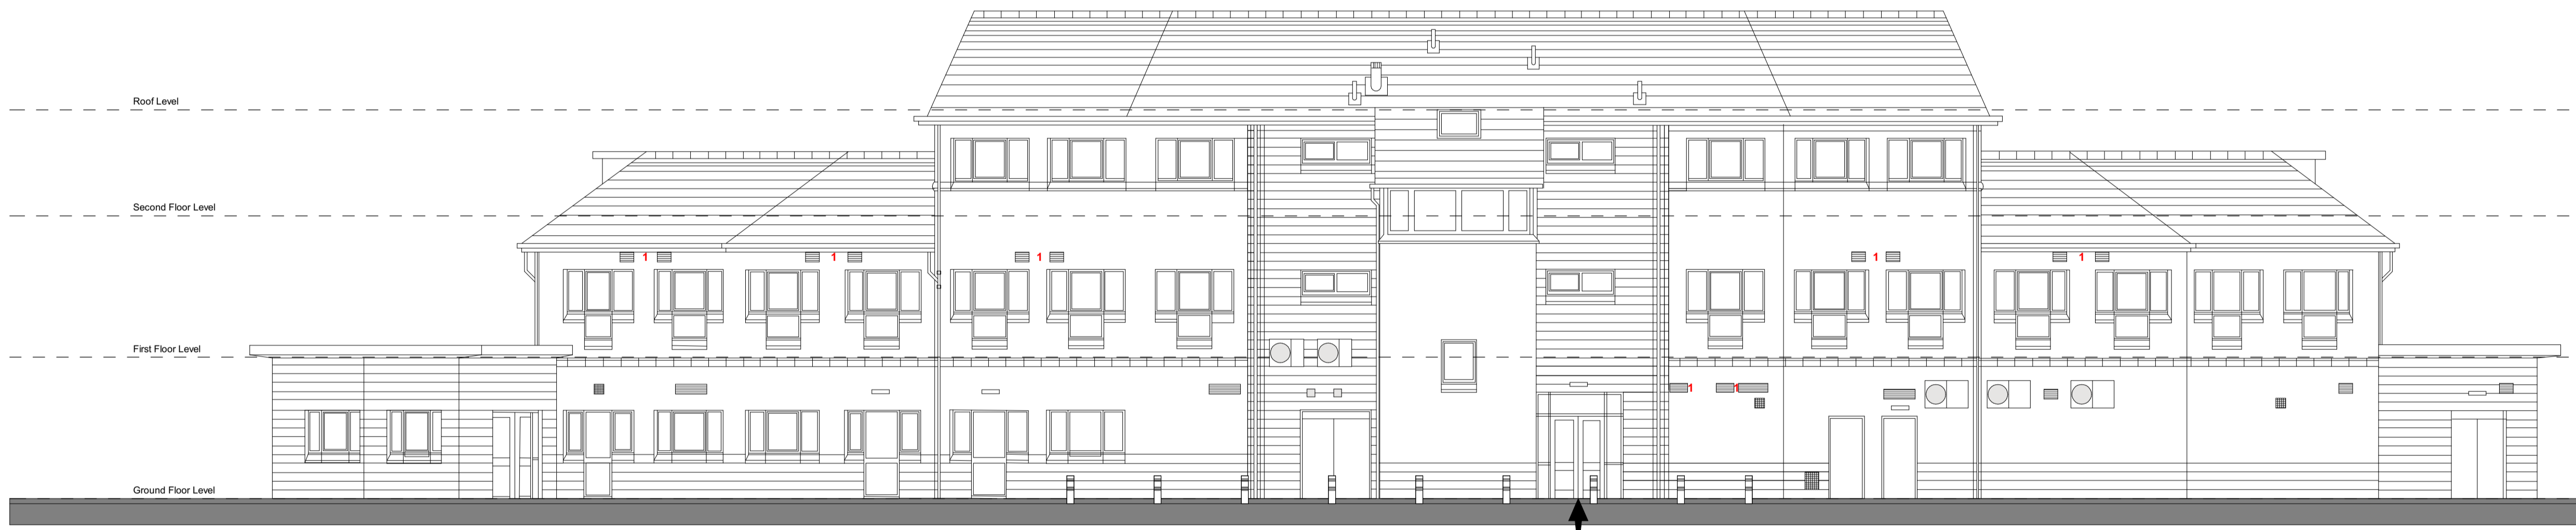 Roof Level
Second Floor Level
1 1 1 1 1
First Floor Level
1 1
Ground Floor Level